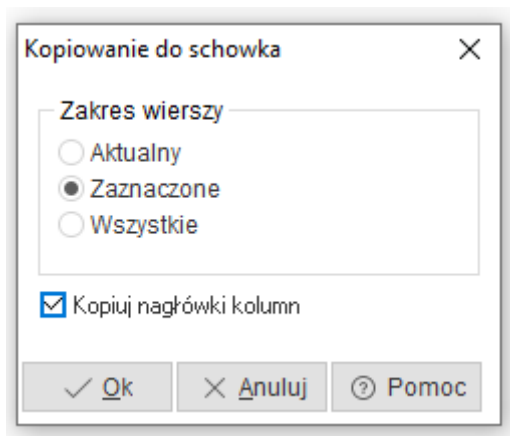 Kopiowanie do schowka
Zakres wierszy
Aktualny
Zaznaczone
Wszystkie
Kopiuj nagłówki kolumn
Ok Anuluj Pomoc